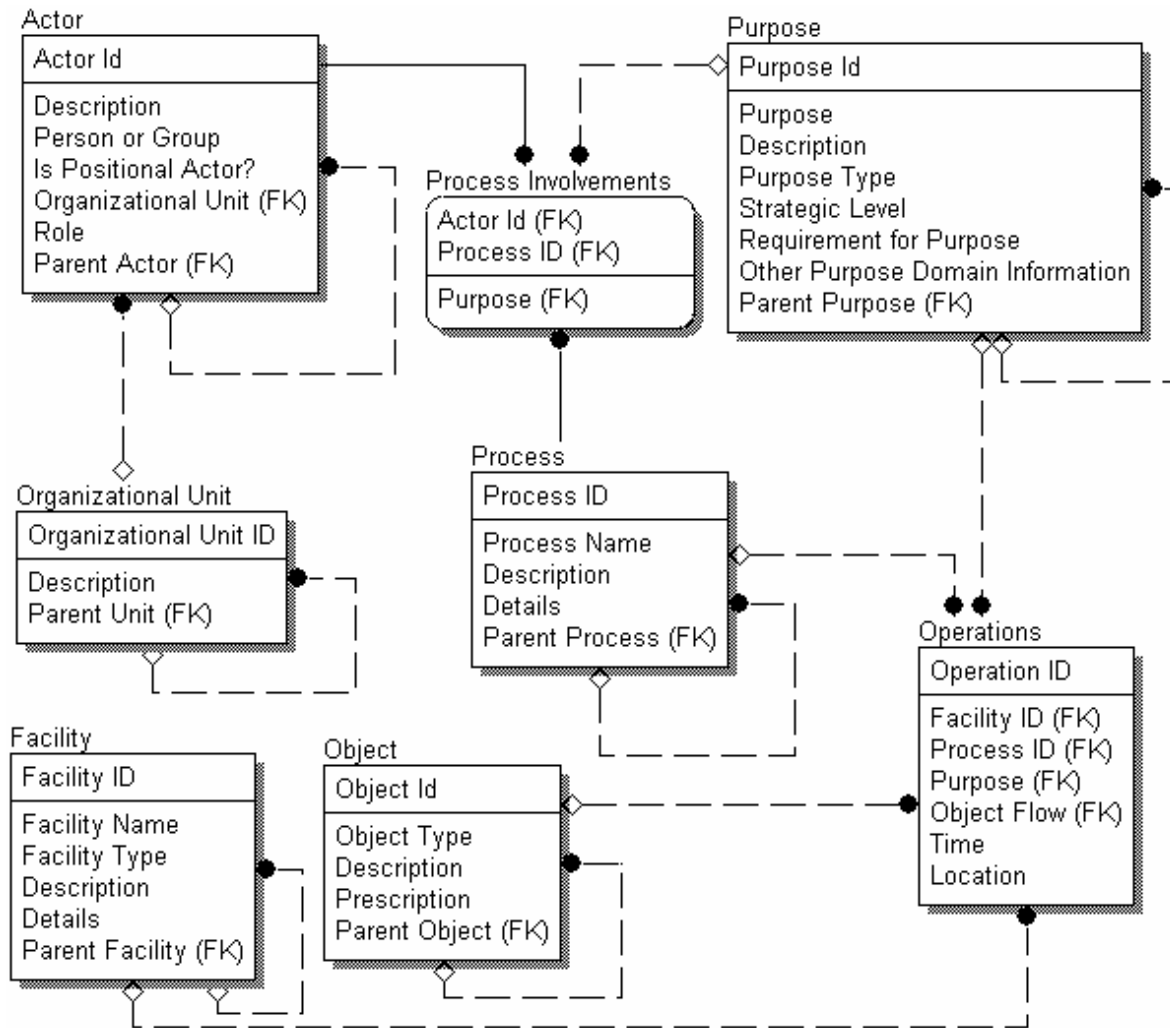 Actor
Actor Id
Description
Person or Group
Is Positional Actor?
Organizational Unit (FK)
Role
Parent Actor (FK)
Purpose
Purpose Id
Purpose
Description
Purpose Type
Strategic Level
Requirement for Purpose
Other Purpose Domain Information
Parent Purpose (FK)
Process Involvements
Actor Id (FK)
Process ID (FK)
Purpose (FK)
Organizational Unit
Organizational Unit ID
Description
Parent Unit (FK)
Process
Process ID
Process Name
Description
Details
Parent Process (FK)
Operations
Operation ID
Facility ID (FK)
Process ID (FK)
Purpose (FK)
Object Flow (FK)
Time
Location
Facility
Facility ID
Facility Name
Facility Type
Description
Details
Parent Facility (FK)
Object
Object Id
Object Type
Description
Prescription
Parent Object (FK)